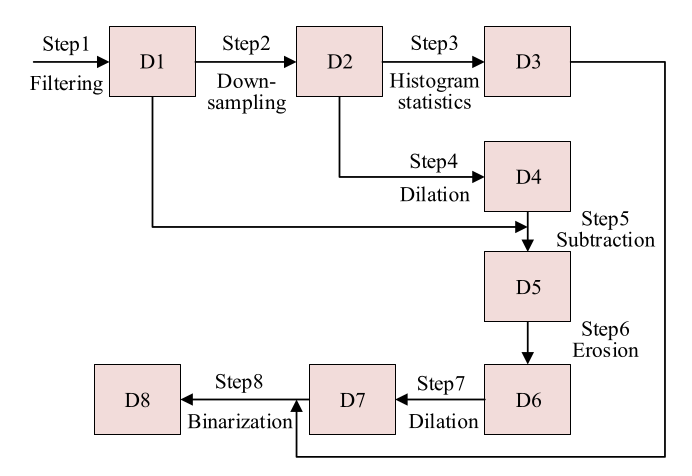 Step1
Filtering
D1
Step2
Down-
sampling
D2
Step3
Histogram
statistics
D3
Step4
Dilation
D4
Step5
Subtraction
D5
Step6
Erosion
D6
Step7
Dilation
D7
Step8
Binarization
D8